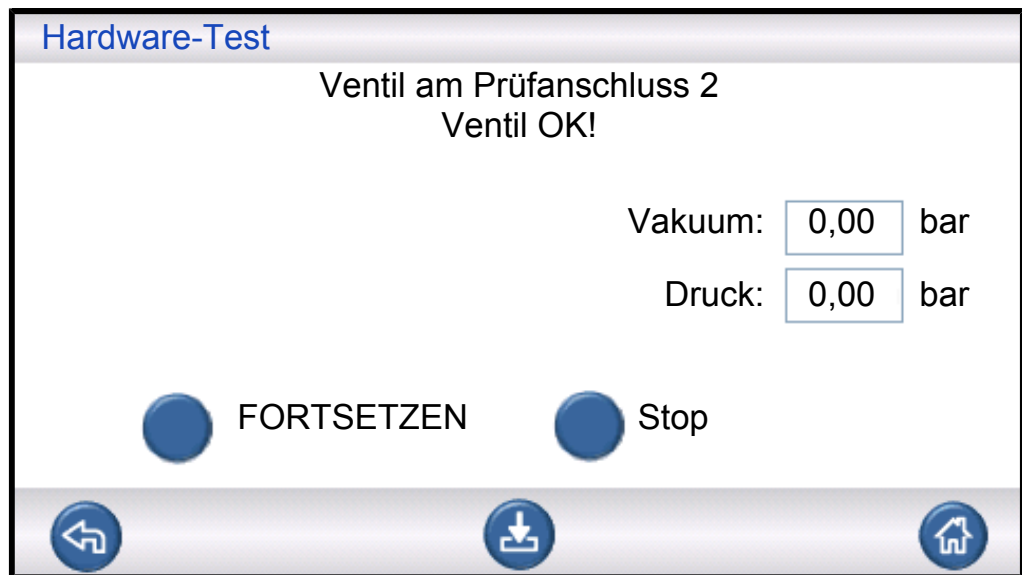 Hardware-Test
Ventil am Prüfanschluss 2
Ventil OK!
Vakuum: 0,00 bar
Druck: 0,00 bar
FORTSETZEN Stop